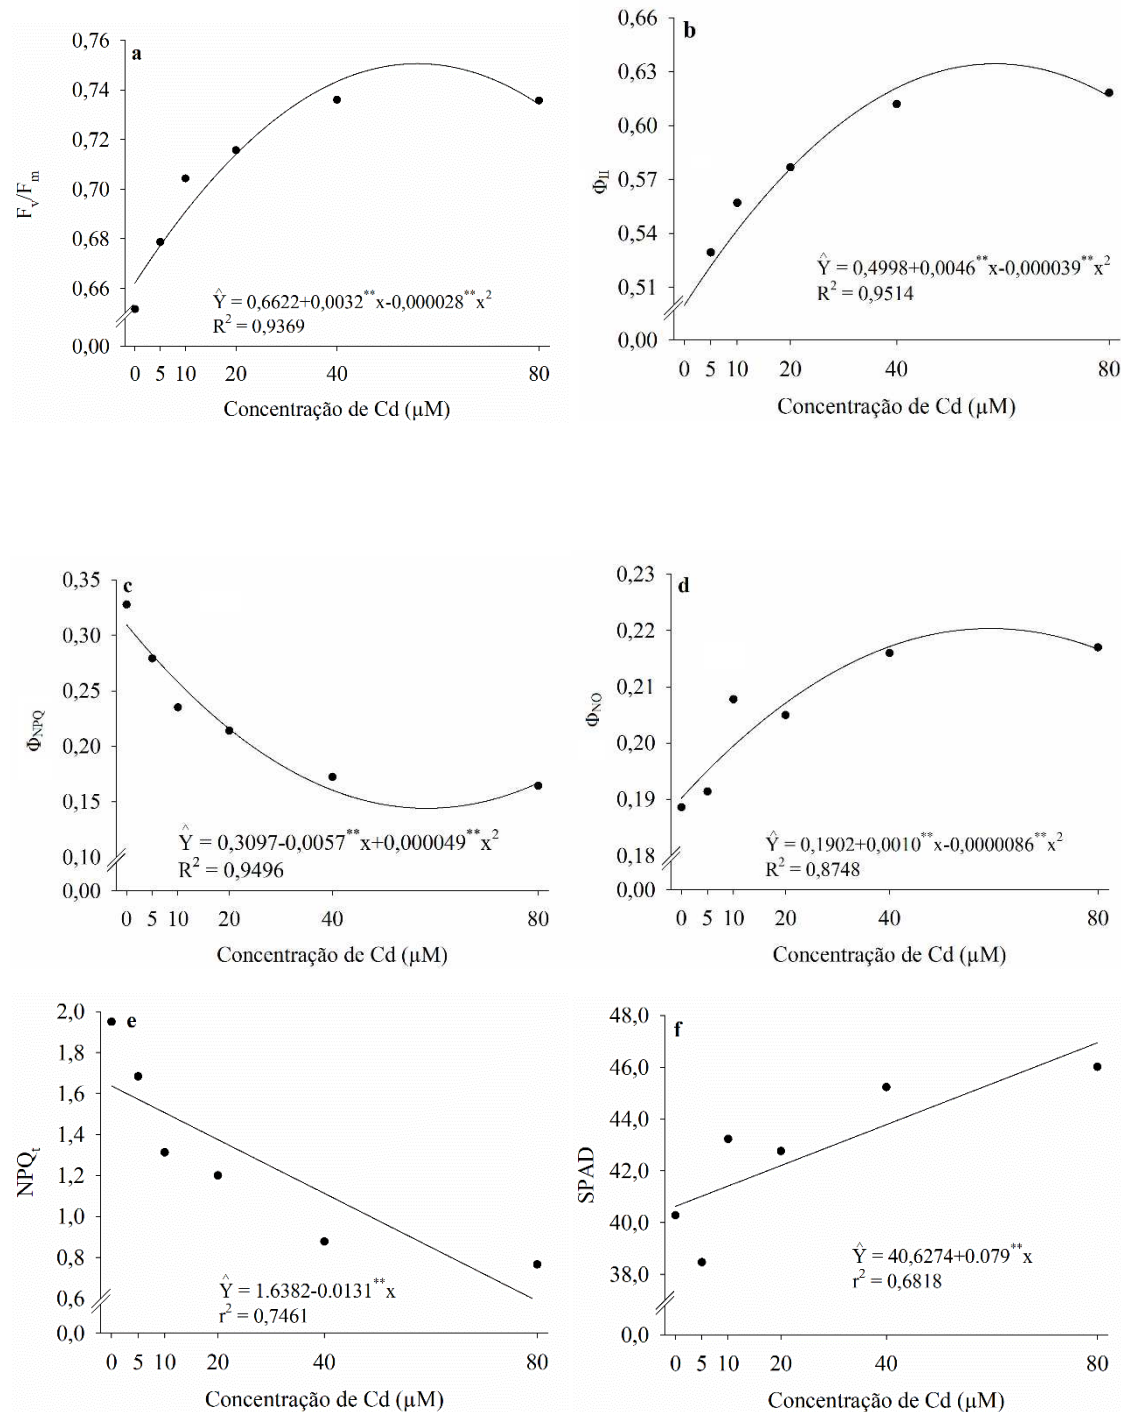 a
0,76
0,74
0,72
0,70
0,68
0,66
0,00
F_v/F_m
Ŷ = 0,6622+0,0032**x-0,000028**x²
R² = 0,9369
0 5 10 20 40 80
Concentração de Cd (µM)
b
0,66
0,63
0,60
0,57
0,54
0,51
0,00
Φ_II
Ŷ = 0,4998+0,0046**x-0,000039**x²
R² = 0,9514
0 5 10 20 40 80
Concentração de Cd (µM)
c
0,35
0,30
0,25
0,20
0,15
0,10
0,00
Φ_NPQ
Ŷ = 0,3097-0,0057**x+0,000049**x²
R² = 0,9496
0 5 10 20 40 80
Concentração de Cd (µM)
d
0,23
0,22
0,21
0,20
0,19
0,18
0,00
Φ_NO
Ŷ = 0,1902+0,0010**x-0,0000086**x²
R² = 0,8748
0 5 10 20 40 80
Concentração de Cd (µM)
e
2,0
1,8
1,6
1,4
1,2
1,0
0,8
0,6
0,0
NPQ_t
Ŷ = 1.6382-0.0131**x
r² = 0,7461
0 5 10 20 40 80
Concentração de Cd (µM)
f
48,0
46,0
44,0
42,0
40,0
38,0
0,0
SPAD
Ŷ = 40,6274+0.079**x
r² = 0,6818
0 5 10 20 40 80
Concentração de Cd (µM)